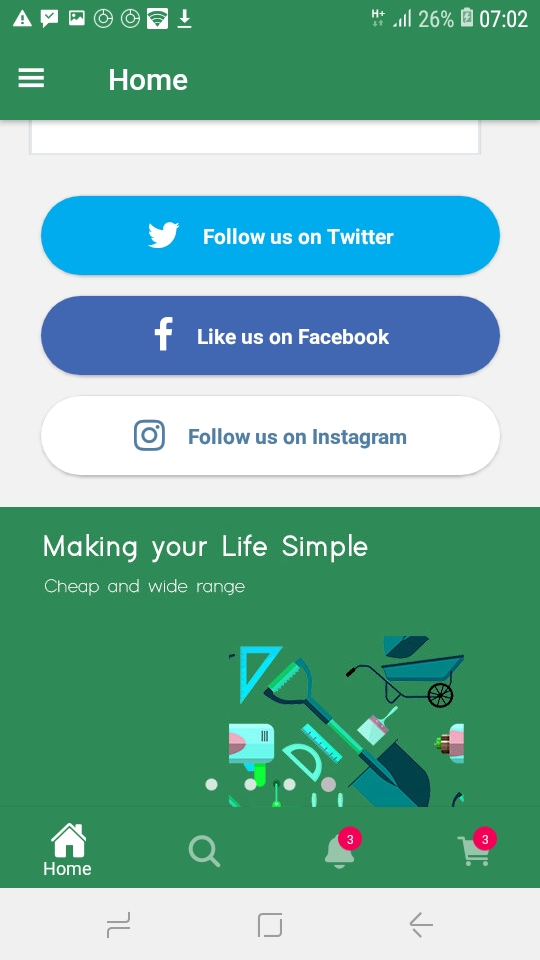 H+ 26% 07:02
Home
Follow us on Twitter
Like us on Facebook
Follow us on Instagram
Making your Life Simple
Cheap and wide range
3
3
Home